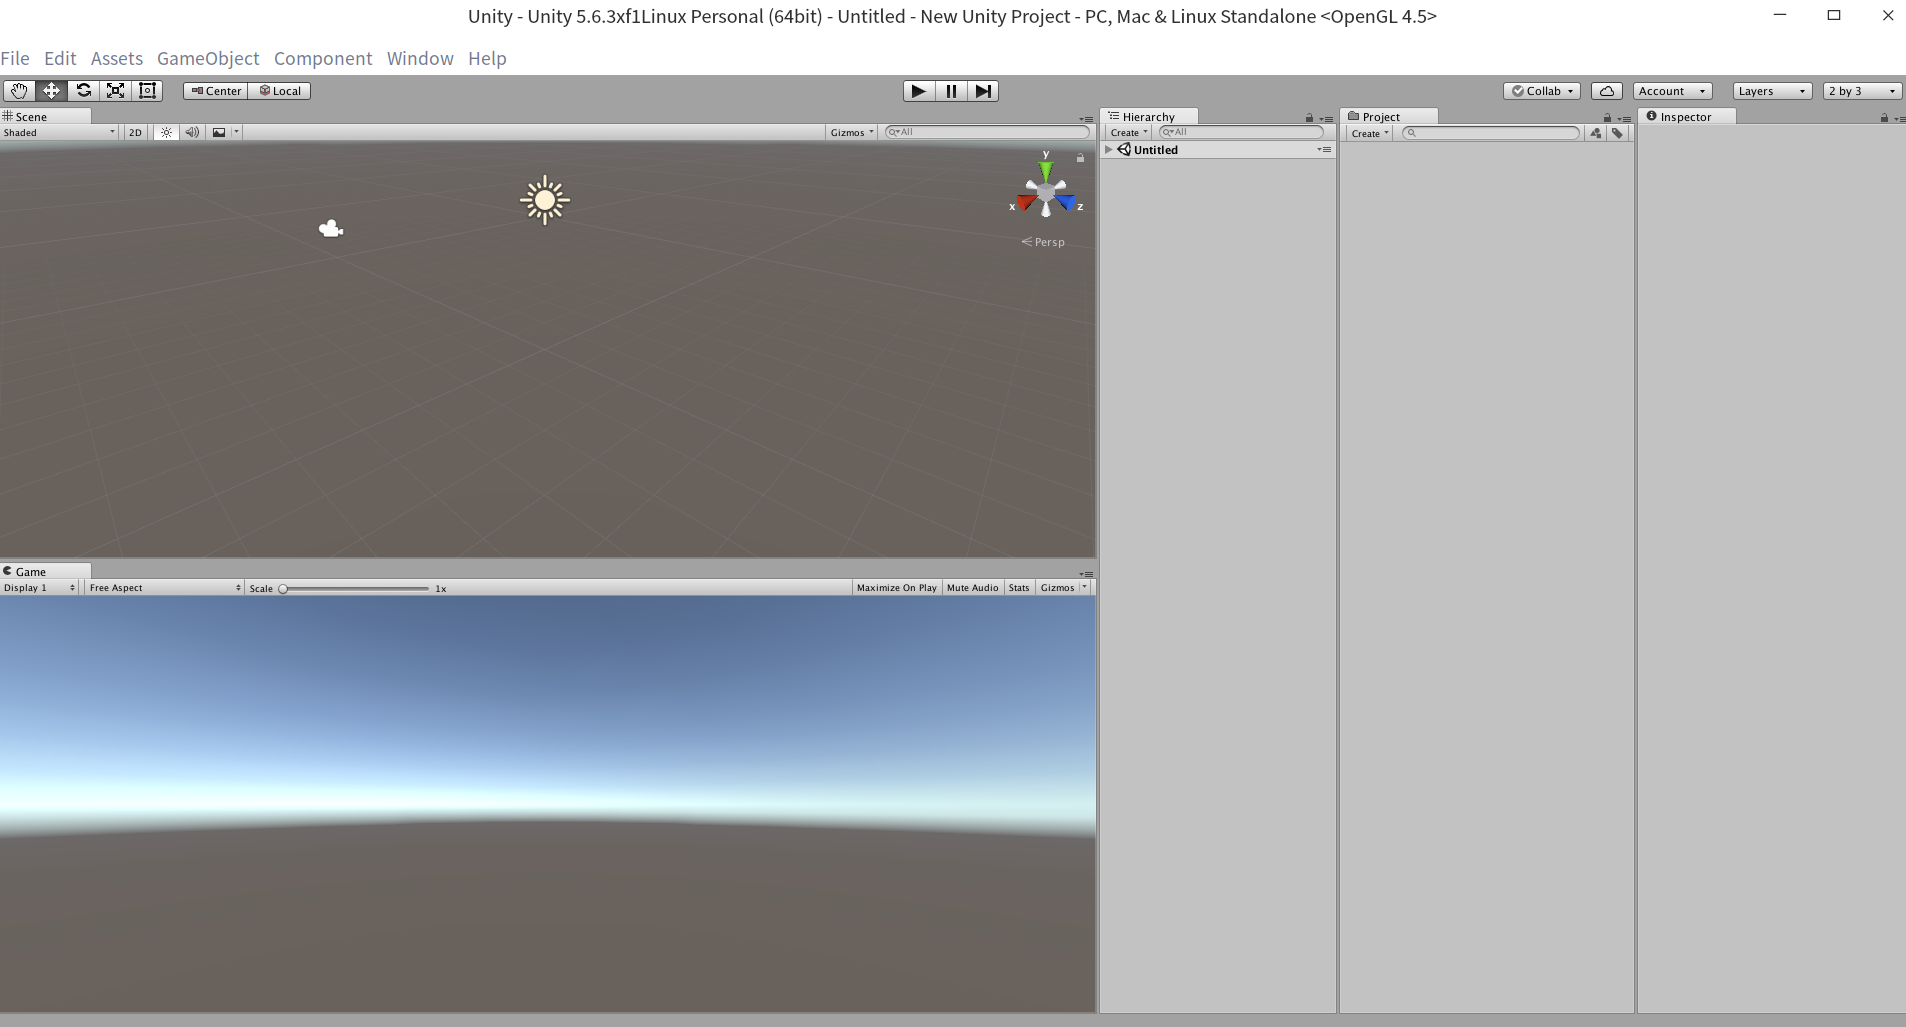 Unity - Unity 5.6.3xf1Linux Personal (64bit) - Untitled - New Unity Project - PC, Mac & Linux Standalone <OpenGL 4.5>
File Edit Assets GameObject Component Window Help
Center Local Collab Account Layers 2 by 3
Scene
Shaded 2D Gizmos All
y
x z
Persp
Hierarchy
Create All
Untitled
Project
Create
Inspector
Game
Display 1 Free Aspect Scale 1x Maximize On Play Mute Audio Stats Gizmos